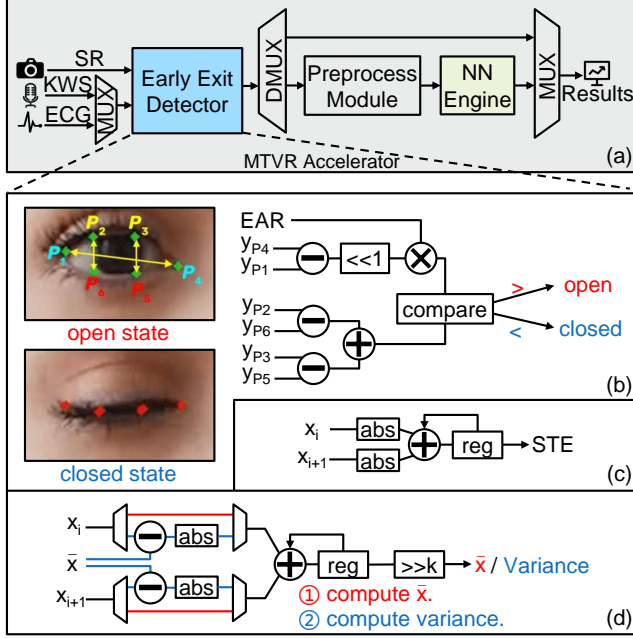 SR
KWS
ECG
MUX
Early Exit
Detector
DMUX
Preprocess
Module
NN
Engine
MUX
Results
MTVR Accelerator
(a)
P2
P3
P1
P4
P6
P5
open state
closed state
EAR
yP4
yP1
<<1
yP2
yP6
yP3
yP5
compare
>
open
<
closed
(b)
xi
abs
xi+1
abs
reg
STE
(c)
xi
abs
x̄
xi+1
abs
reg
>>k
x̄ / Variance
① compute x̄.
② compute variance.
(d)